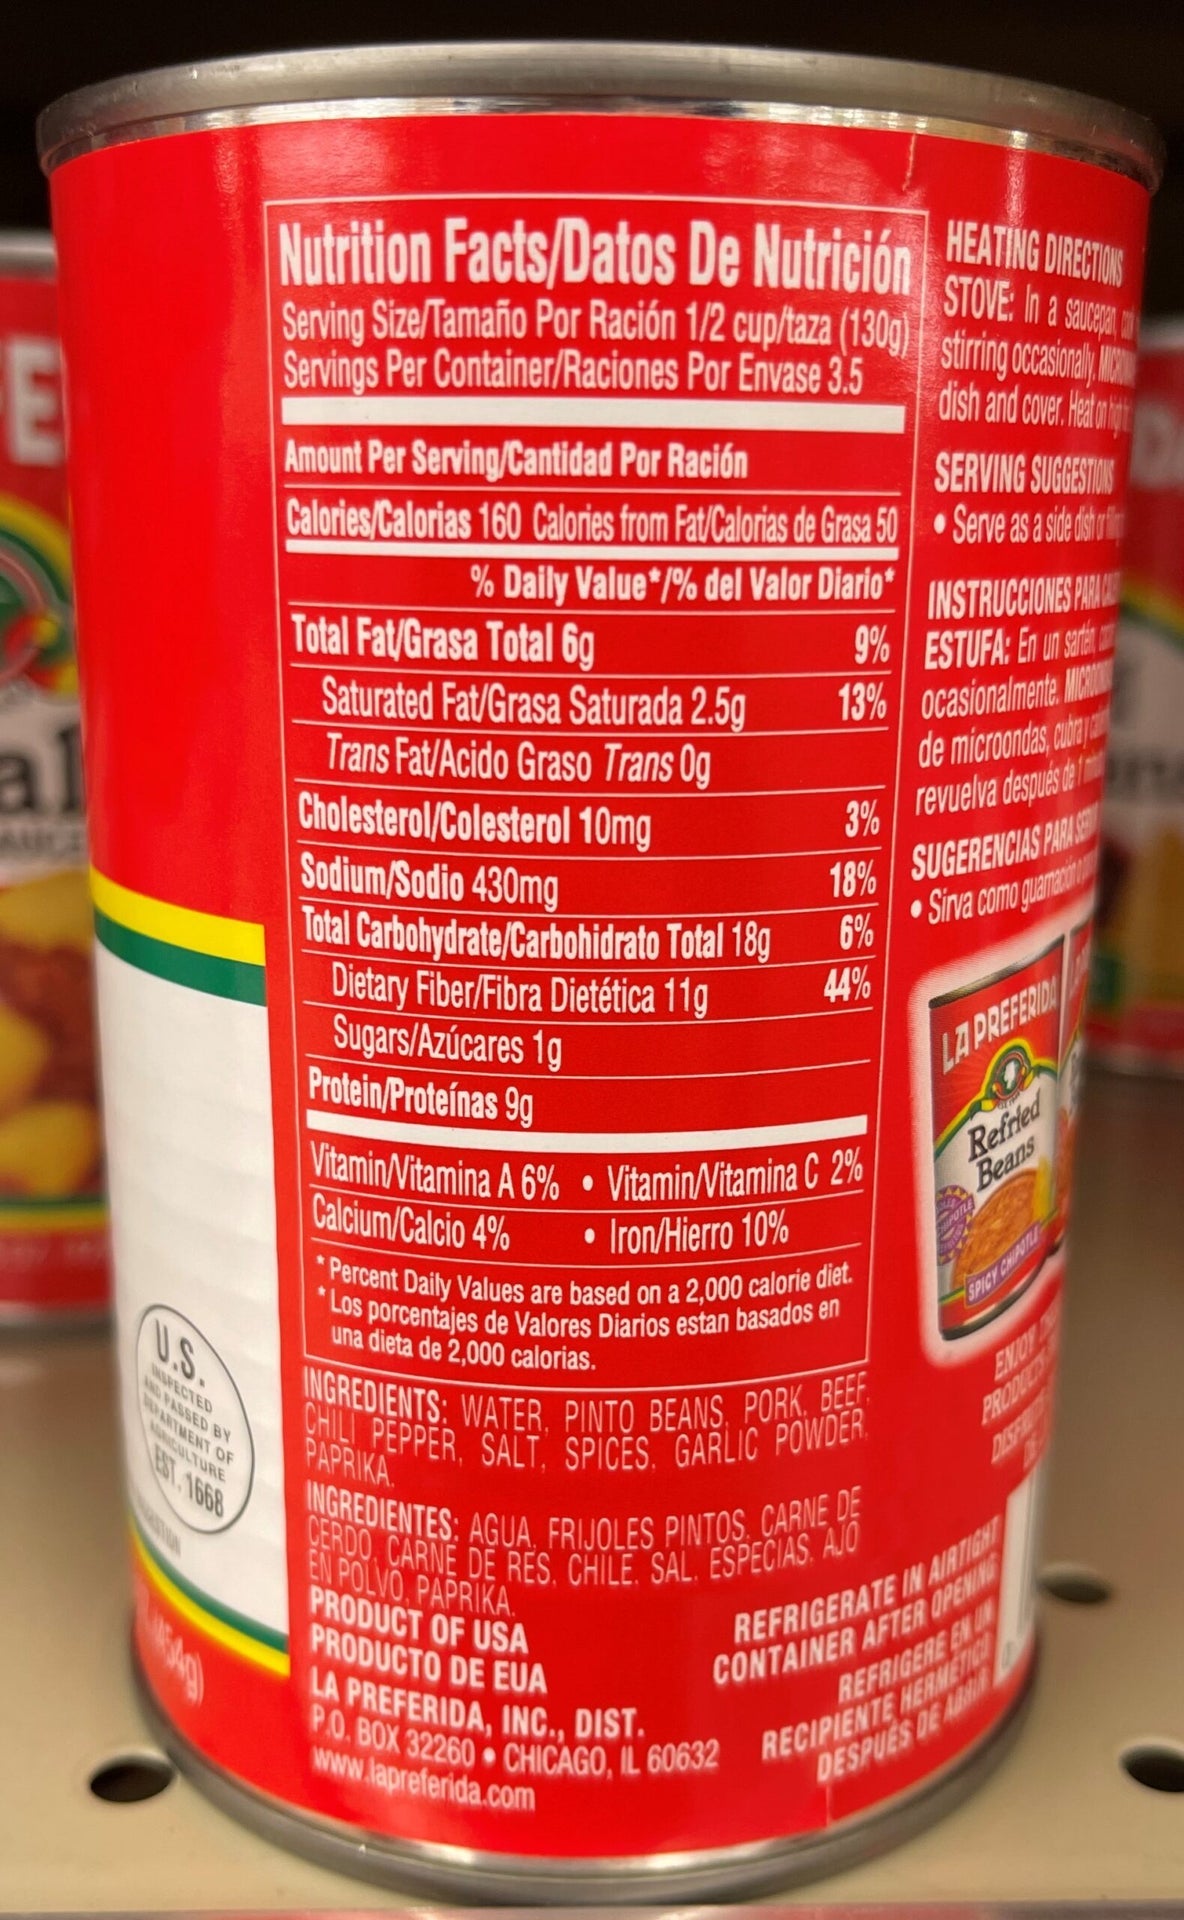 Nutrition Facts/Datos De Nutrición
Serving Size/Tamaño Por Ración 1/2 cup/taza (130g)
Servings Per Container/Raciones Por Envase 3.5
Amount Per Serving/Cantidad Por Ración
Calories/Calorias 160 Calories from Fat/Calorias de Grasa 50
% Daily Value*/% del Valor Diario*
Total Fat/Grasa Total 6g 9%
Saturated Fat/Grasa Saturada 2.5g 13%
Trans Fat/Acido Graso Trans 0g
Cholesterol/Colesterol 10mg 3%
Sodium/Sodio 430mg 18%
Total Carbohydrate/Carbohidrato Total 18g 6%
Dietary Fiber/Fibra Dietética 11g 44%
Sugars/Azúcares 1g
Protein/Proteínas 9g
Vitamin/Vitamina A 6% • Vitamin/Vitamina C 2%
Calcium/Calcio 4% • Iron/Hierro 10%
*Percent Daily Values are based on a 2,000 calorie diet.
*Los porcentajes de Valores Diarios estan basados en
una dieta de 2,000 calorias.
INGREDIENTS: WATER, PINTO BEANS, PORK, BEEF,
CHILI PEPPER, SALT, SPICES, GARLIC POWDER,
PAPRIKA.
INGREDIENTES: AGUA, FRIJOLES PINTOS, CARNE DE
CERDO, CARNE DE RES, CHILE, SAL, ESPECIAS, AJO
EN POLVO, PAPRIKA.
PRODUCT OF USA
PRODUCTO DE EUA
LA PREFERIDA, INC., DIST.
P.O. BOX 32260 • CHICAGO, IL 60632
www.lapreferida.com
REFRIGERATE IN AIRTIGHT
CONTAINER AFTER OPENING
REFRIGERE EN UN
RECIPIENTE HERMETICO
DESPUÉS DE ABRIR
HEATING DIRECTIONS
STOVE: In a saucepan,
stirring occasionally.
dish and cover. Heat on high
SERVING SUGGESTIONS
• Serve as a side dish or
INSTRUCCIONES PARA
ESTUFA: En un sartén,
ocasionalmente.
de microondas, cubra y
revuelva después de 1
SUGERENCIAS PARA
• Sirva como guarnación
LA PREFERIDA
Refried
Beans
SPICY CHIPOTLE
ENJOY
U.S.
INSPECTED
AND PASSED BY
DEPARTMENT OF
AGRICULTURE
EST. 1668